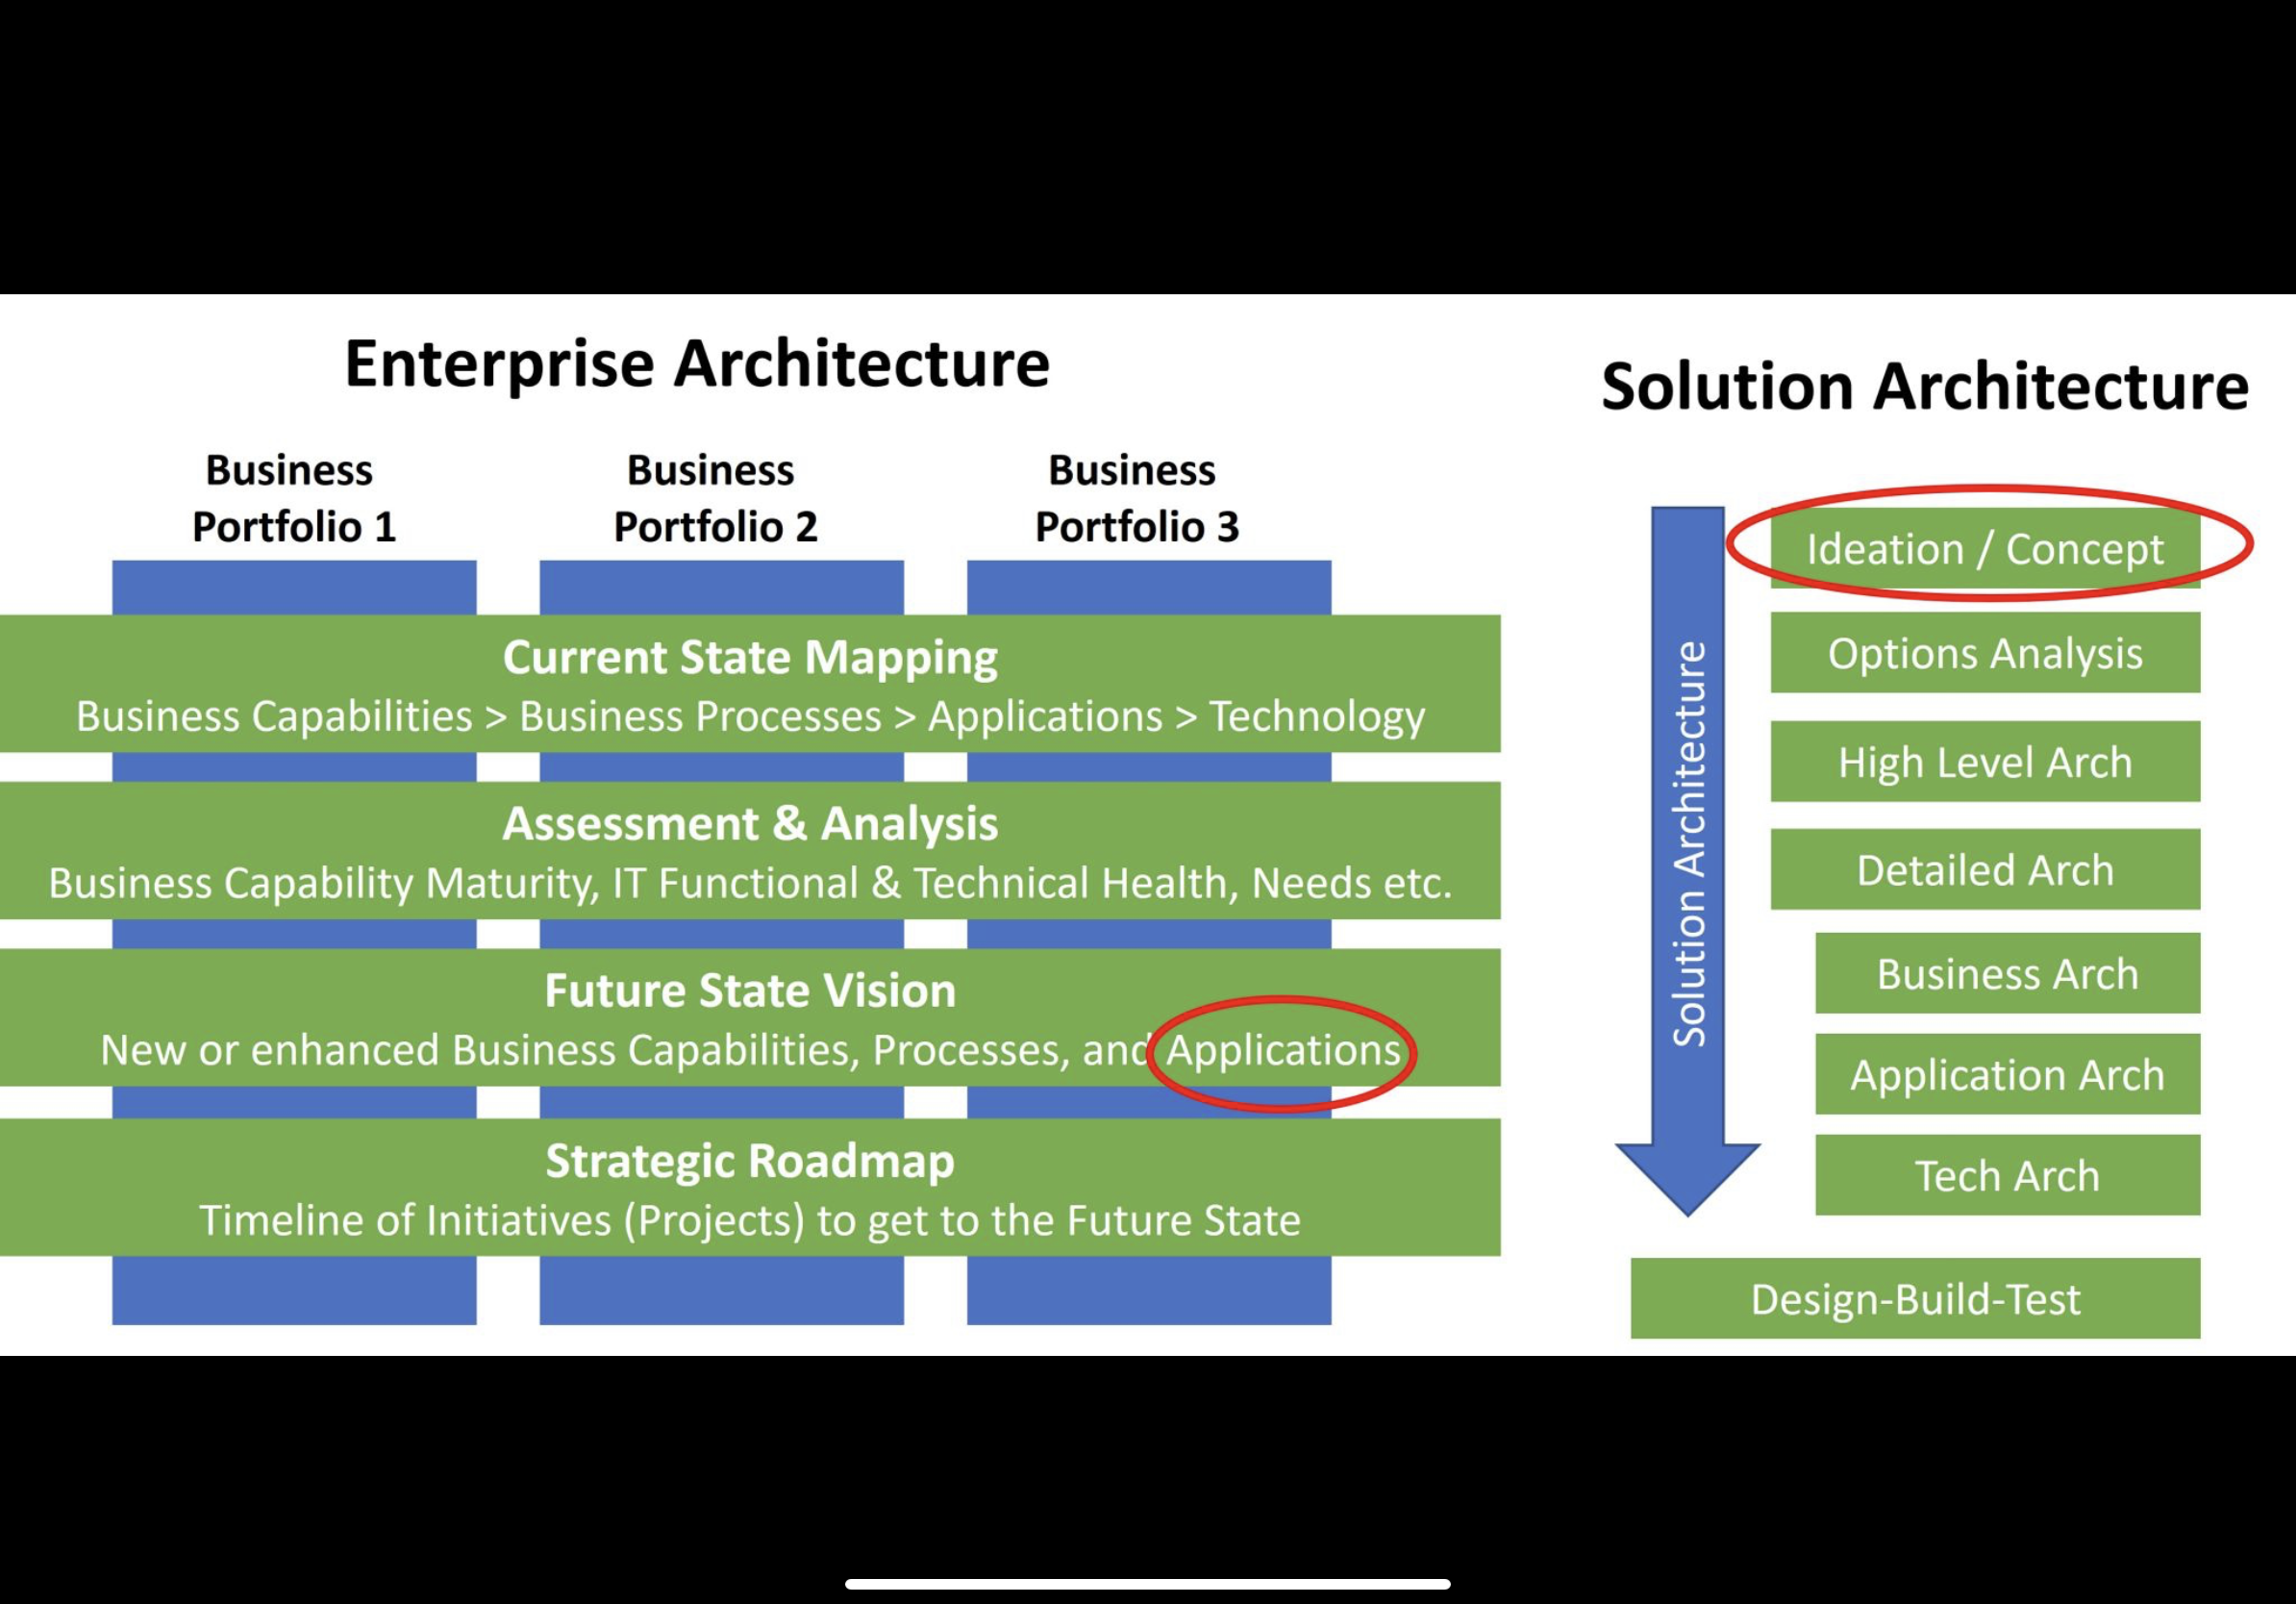 Enterprise Architecture
Business
Portfolio 1
Business
Portfolio 2
Business
Portfolio 3
Current State Mapping
Business Capabilities > Business Processes > Applications > Technology
Assessment & Analysis
Business Capability Maturity, IT Functional & Technical Health, Needs etc.
Future State Vision
New or enhanced Business Capabilities, Processes, and Applications
Strategic Roadmap
Timeline of Initiatives (Projects) to get to the Future State
Solution Architecture
Solution Architecture
Ideation / Concept
Options Analysis
High Level Arch
Detailed Arch
Business Arch
Application Arch
Tech Arch
Design-Build-Test